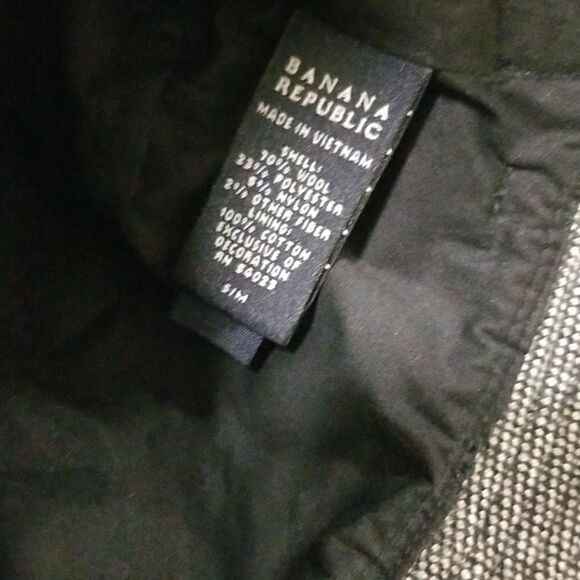 BANANA
REPUBLIC
MADE IN VIETNAM
SHELL:
70% WOOL
23% POLYESTER
5% NYLON
2% OTHER FIBER
LINING:
100% COTTON
EXCLUSIVE OF
DECORATION
RN 54023
S/M